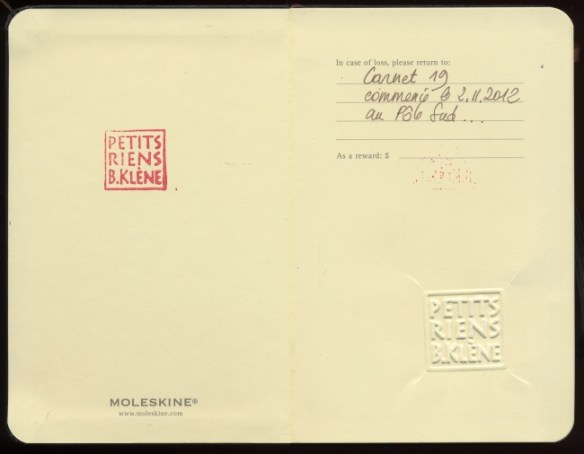 PETITS
RIENS
B.KLÈNE
MOLESKINE®
www.moleskine.com
In case of loss, please return to:
Carnet 19
commencé le 2.11.2012
au Pôle Sud...
As a reward: $
PETITS
RIENS
B.KLÈNE